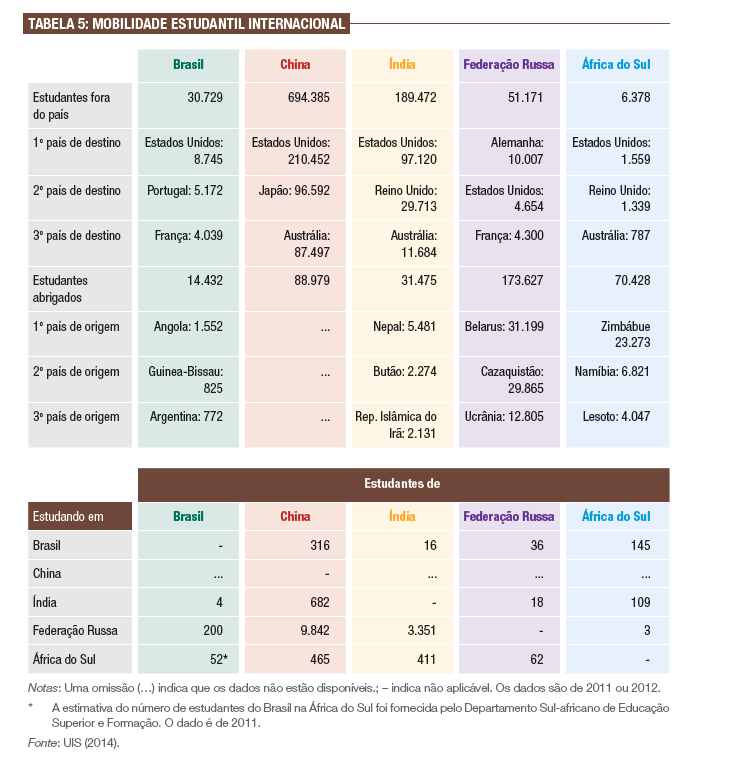 TABELA 5: MOBILIDADE ESTUDANTIL INTERNACIONAL
Brasil China Índia Federação Russa África do Sul
Estudantes fora do país 30.729 694.385 189.472 51.171 6.378
1º país de destino Estados Unidos: 8.745 Estados Unidos: 210.452 Estados Unidos: 97.120 Alemanha: 10.007 Estados Unidos: 1.559
2º país de destino Portugal: 5.172 Japão: 96.592 Reino Unido: 29.713 Estados Unidos: 4.654 Reino Unido: 1.339
3º país de destino França: 4.039 Austrália: 87.497 Austrália: 11.684 França: 4.300 Austrália: 787
Estudantes abrigados 14.432 88.979 31.475 173.627 70.428
1º país de origem Angola: 1.552 ... Nepal: 5.481 Belarus: 31.199 Zimbábue 23.273
2º país de origem Guinea-Bissau: 825 ... Butão: 2.274 Cazaquistão: 29.865 Namíbia: 6.821
3º país de origem Argentina: 772 ... Rep. Islâmica do Irã: 2.131 Ucrânia: 12.805 Lesoto: 4.047
Estudantes de
Estudando em Brasil China Índia Federação Russa África do Sul
Brasil - 316 16 36 145
China ... - ... ... ...
Índia 4 682 - 18 109
Federação Russa 200 9.842 3.351 - 3
África do Sul 52* 465 411 62 -
Notas: Uma omissão (...) indica que os dados não estão disponíveis.; – indica não aplicável. Os dados são de 2011 ou 2012.
* A estimativa do número de estudantes do Brasil na África do Sul foi fornecida pelo Departamento Sul-africano de Educação
Superior e Formação. O dado é de 2011.
Fonte: UIS (2014).